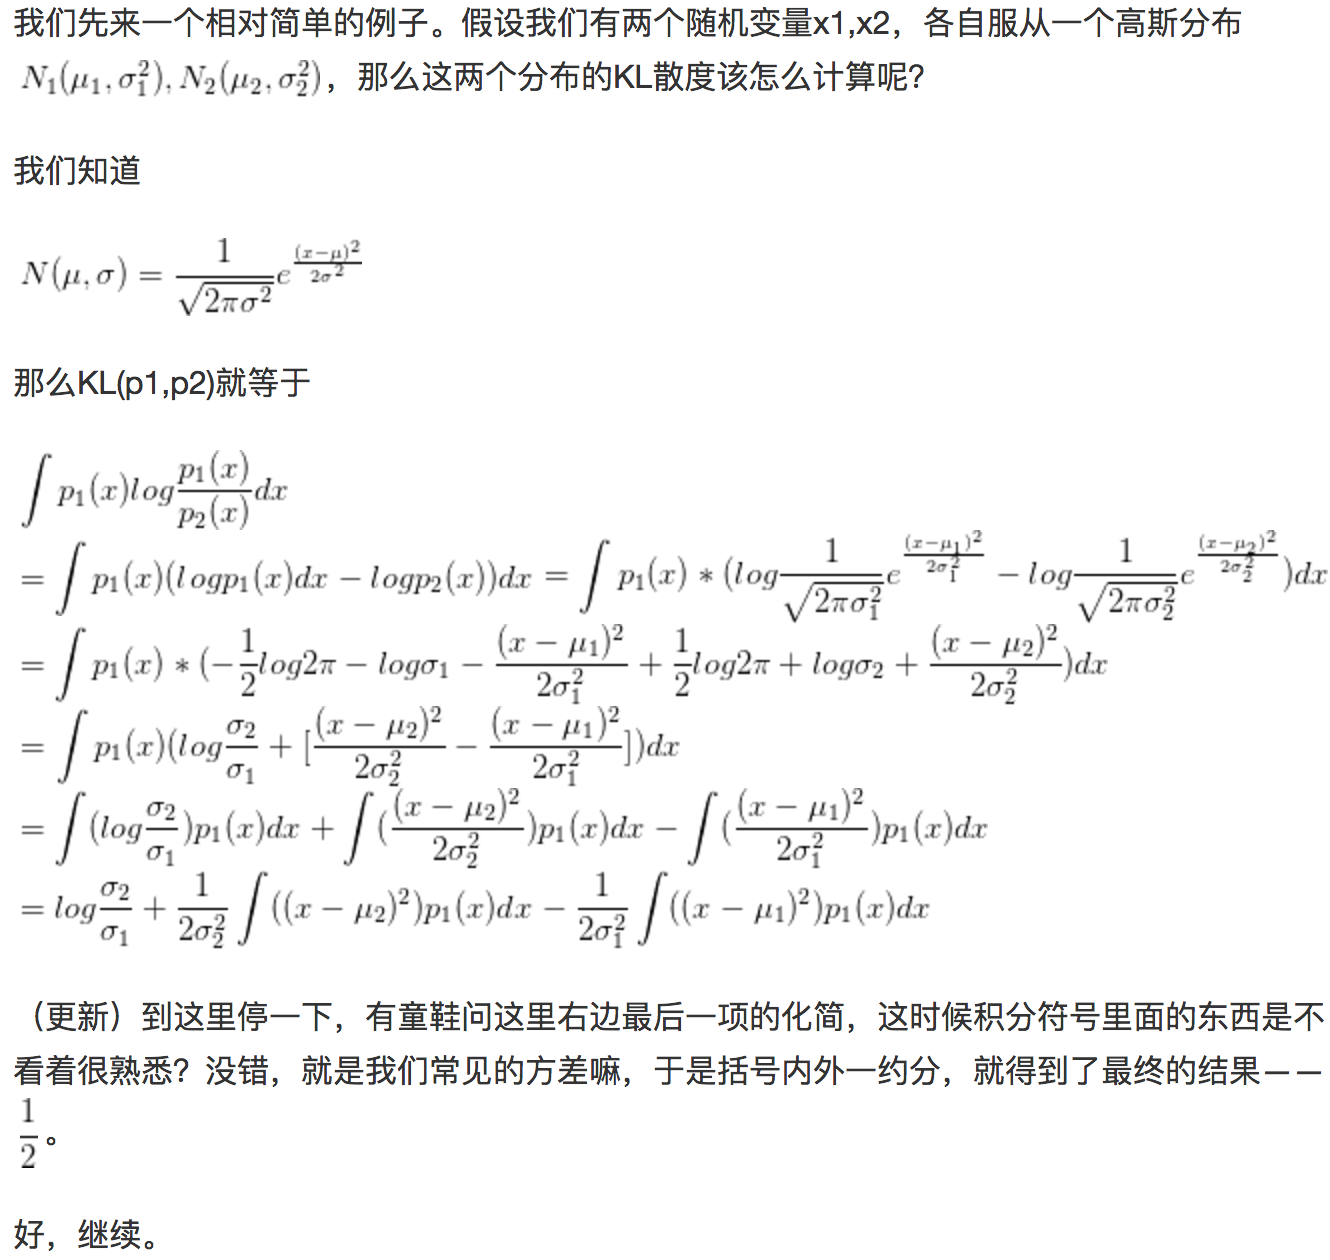 我们先来一个相对简单的例子。假设我们有两个随机变量x1,x2，各自服从一个高斯分布
$N_1(\mu_1,\sigma_1^2),N_2(\mu_2,\sigma_2^2)$，那么这两个分布的KL散度该怎么计算呢？
我们知道
$N(\mu,\sigma)=\frac{1}{\sqrt{2\pi\sigma^2}}e^{\frac{(x-\mu)^2}{2\sigma^2}}$
那么KL(p1,p2)就等于
$\int p_1(x)log\frac{p_1(x)}{p_2(x)}dx$
$=\int p_1(x)(logp_1(x)dx-logp_2(x))dx=\int p_1(x)*(log\frac{1}{\sqrt{2\pi\sigma_1^2}}e^{\frac{(x-\mu_1)^2}{2\sigma_1^2}}-log\frac{1}{\sqrt{2\pi\sigma_2^2}}e^{\frac{(x-\mu_2)^2}{2\sigma_2^2}})dx$
$=\int p_1(x)*(-\frac{1}{2}log2\pi-log\sigma_1-\frac{(x-\mu_1)^2}{2\sigma_1^2}+\frac{1}{2}log2\pi+log\sigma_2+\frac{(x-\mu_2)^2}{2\sigma_2^2})dx$
$=\int p_1(x)(log\frac{\sigma_2}{\sigma_1}+[\frac{(x-\mu_2)^2}{2\sigma_2^2}-\frac{(x-\mu_1)^2}{2\sigma_1^2}])dx$
$=\int(log\frac{\sigma_2}{\sigma_1})p_1(x)dx+\int(\frac{(x-\mu_2)^2}{2\sigma_2^2})p_1(x)dx-\int(\frac{(x-\mu_1)^2}{2\sigma_1^2})p_1(x)dx$
$=log\frac{\sigma_2}{\sigma_1}+\frac{1}{2\sigma_2^2}\int((x-\mu_2)^2)p_1(x)dx-\frac{1}{2\sigma_1^2}\int((x-\mu_1)^2)p_1(x)dx$
（更新）到这里停一下，有童鞋问这里右边最后一项的化简，这时候积分符号里面的东西是不
看着很熟悉？没错，就是我们常见的方差嘛，于是括号内外一约分，就得到了最终的结果——
$\frac{1}{2}$。
好，继续。